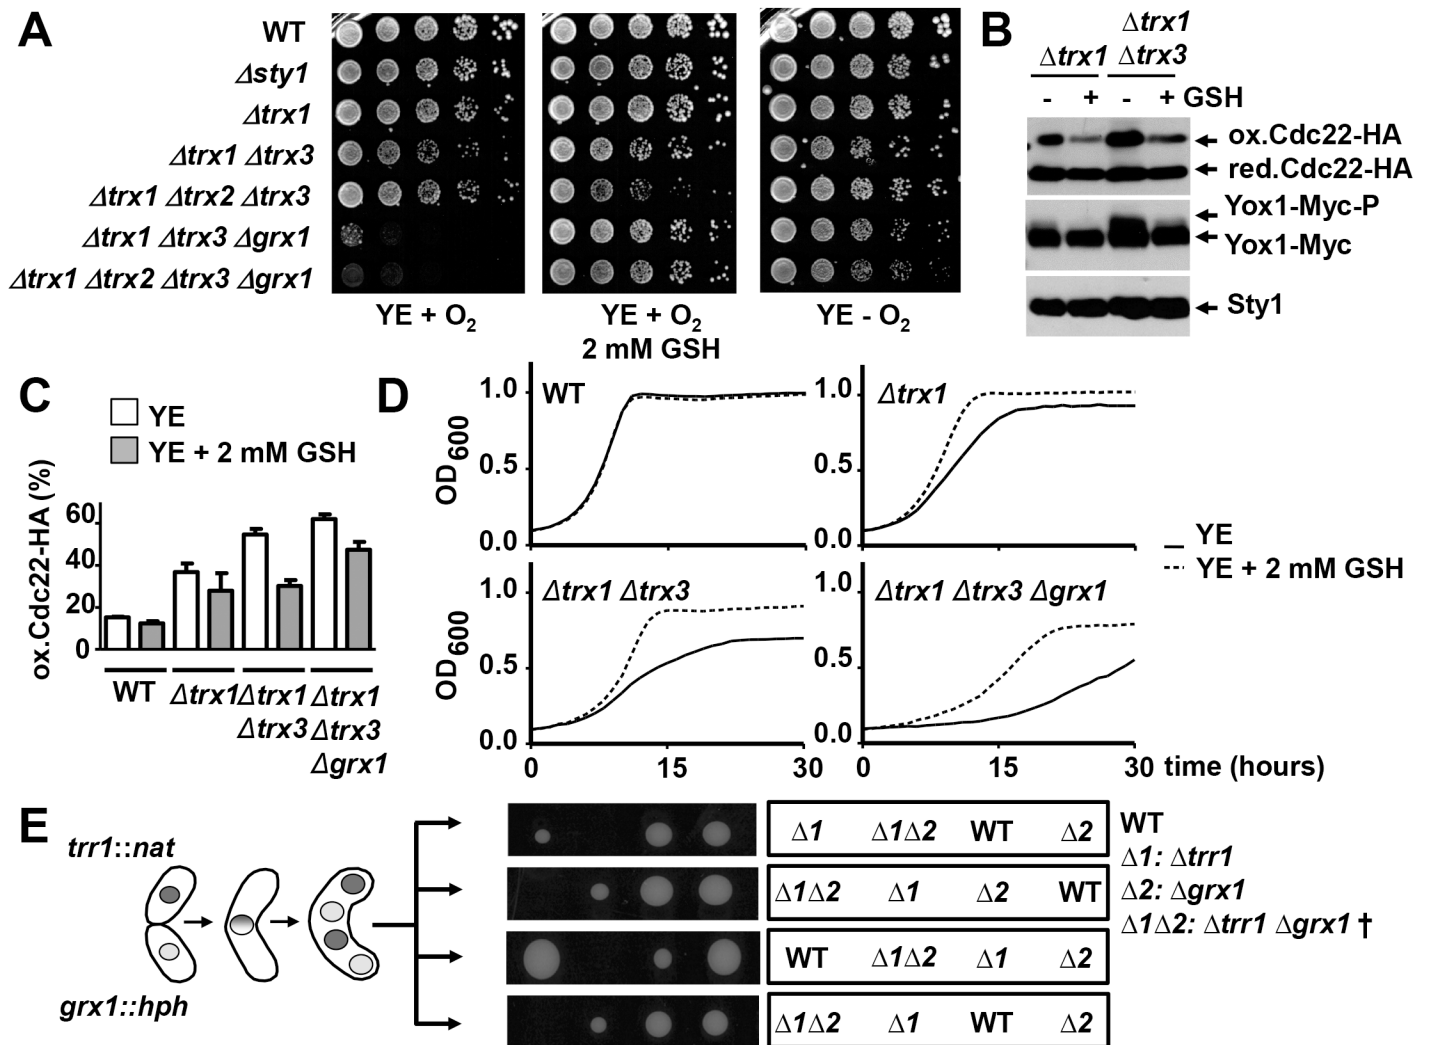 A
WT
Δsty1
Δtrx1
Δtrx1 Δtrx3
Δtrx1 Δtrx2 Δtrx3
Δtrx1 Δtrx3 Δgrx1
Δtrx1 Δtrx2 Δtrx3 Δgrx1
YE + O2
YE + O2
2 mM GSH
YE - O2
B
Δtrx1
Δtrx1
Δtrx3
- + - + GSH
ox.Cdc22-HA
red.Cdc22-HA
Yox1-Myc-P
Yox1-Myc
Sty1
C
YE
YE + 2 mM GSH
ox.Cdc22-HA (%)
60
40
20
0
WT
Δtrx1
Δtrx1
Δtrx3
Δtrx1
Δtrx3
Δgrx1
D
OD600
1.0
0.5
0.0
WT
1.0
0.5
0.0
Δtrx1
OD600
1.0
0.5
0.0
Δtrx1 Δtrx3
0 15 30
1.0
0.5
0.0
Δtrx1 Δtrx3 Δgrx1
0 15 30 time (hours)
YE
YE + 2 mM GSH
E
trr1::nat
grx1::hph
Δ1 Δ1Δ2 WT Δ2
Δ1Δ2 Δ1 Δ2 WT
WT Δ1Δ2 Δ1 Δ2
Δ1Δ2 Δ1 WT Δ2
WT
Δ1: Δtrr1
Δ2: Δgrx1
Δ1Δ2: Δtrr1 Δgrx1 †